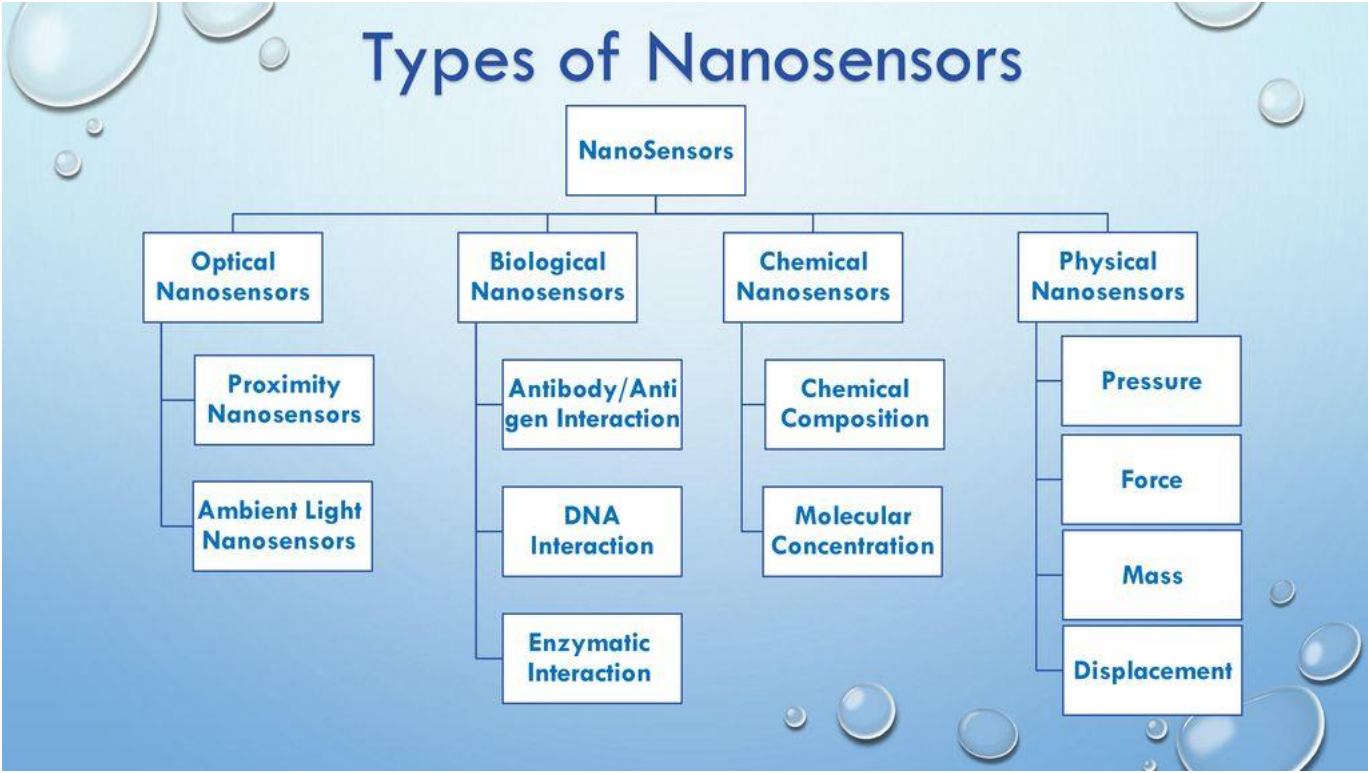 Types of Nanosensors
NanoSensors
Optical
Nanosensors
Proximity
Nanosensors
Ambient Light
Nanosensors
Biological
Nanosensors
Antibody/Anti
gen Interaction
DNA
Interaction
Enzymatic
Interaction
Chemical
Nanosensors
Chemical
Composition
Molecular
Concentration
Physical
Nanosensors
Pressure
Force
Mass
Displacement